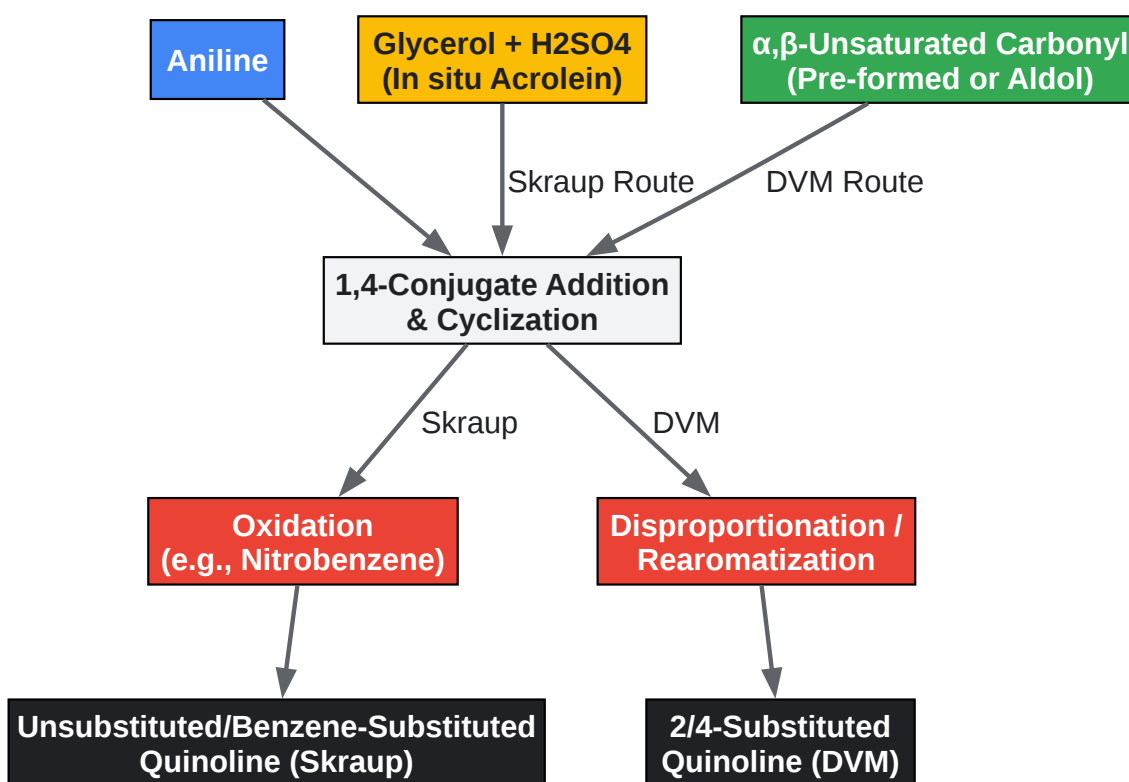 Aniline
Glycerol + H2SO4
(In situ Acrolein)
α,β-Unsaturated Carbonyl
(Pre-formed or Aldol)
Skraup Route
DVM Route
1,4-Conjugate Addition
& Cyclization
Skraup
DVM
Oxidation
(e.g., Nitrobenzene)
Disproportionation /
Rearomatization
Unsubstituted/Benzene-Substituted
Quinoline (Skraup)
2/4-Substituted
Quinoline (DVM)